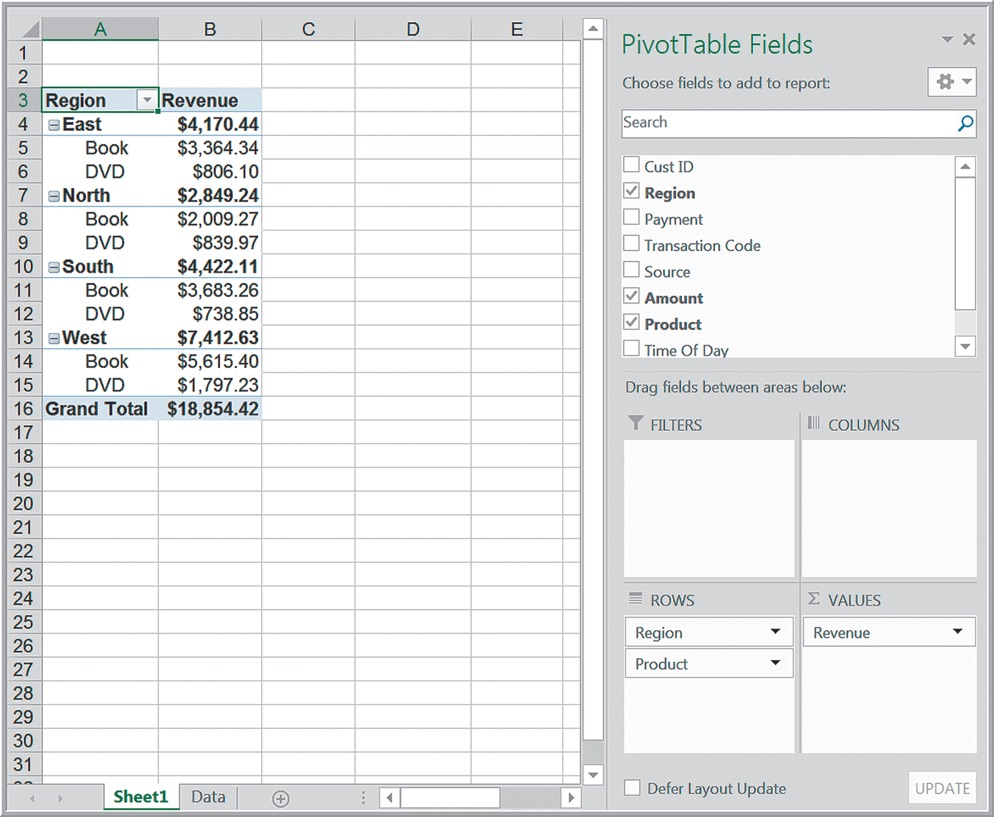 A B C D E
1
2
3 Region Revenue
4 East $4,170.44
5 Book $3,364.34
6 DVD $806.10
7 North $2,849.24
8 Book $2,009.27
9 DVD $839.97
10 South $4,422.11
11 Book $3,683.26
12 DVD $738.85
13 West $7,412.63
14 Book $5,615.40
15 DVD $1,797.23
16 Grand Total $18,854.42
17
18
19
20
21
22
23
24
25
26
27
28
29
30
31
Sheet1 Data
PivotTable Fields
Choose fields to add to report:
Search
Cust ID
Region
Payment
Transaction Code
Source
Amount
Product
Time Of Day
Drag fields between areas below:
FILTERS COLUMNS
ROWS Σ VALUES
Region Revenue
Product
Defer Layout Update UPDATE